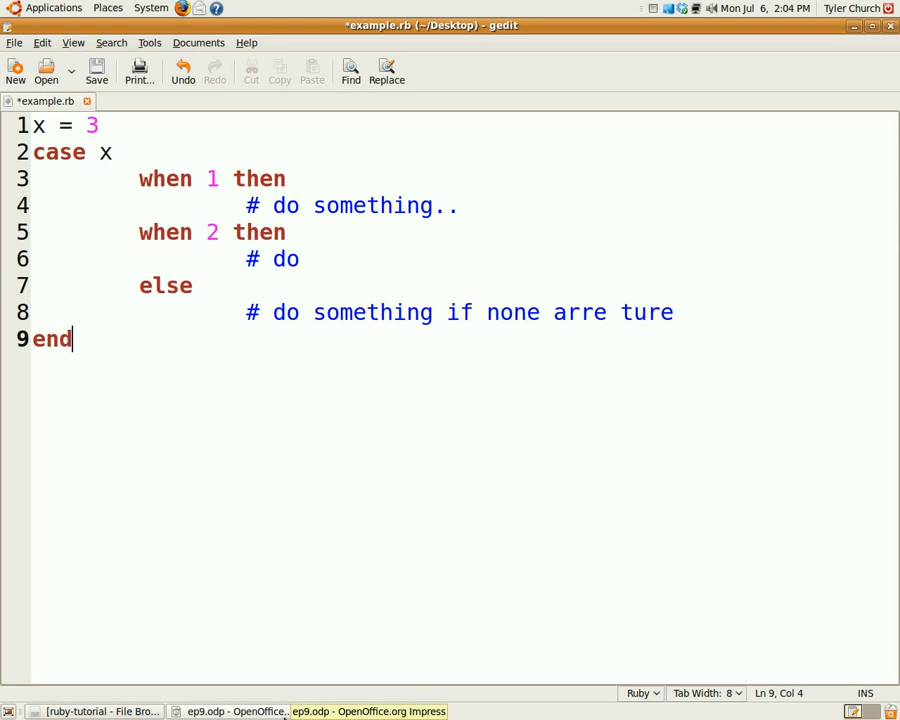 Applications Places System Mon Jul 6, 2:04 PM Tyler Church
*example.rb (~/Desktop) - gedit
File Edit View Search Tools Documents Help
New Open Save Print... Undo Redo Cut Copy Paste Find Replace
*example.rb
1 x = 3
2 case x
3 when 1 then
4 # do something..
5 when 2 then
6 # do
7 else
8 # do something if none arre ture
9 end
Ruby Tab Width: 8 Ln 9, Col 4 INS
[ruby-tutorial - File Bro... ep9.odp - OpenOffice... ep9.odp - OpenOffice.org Impress